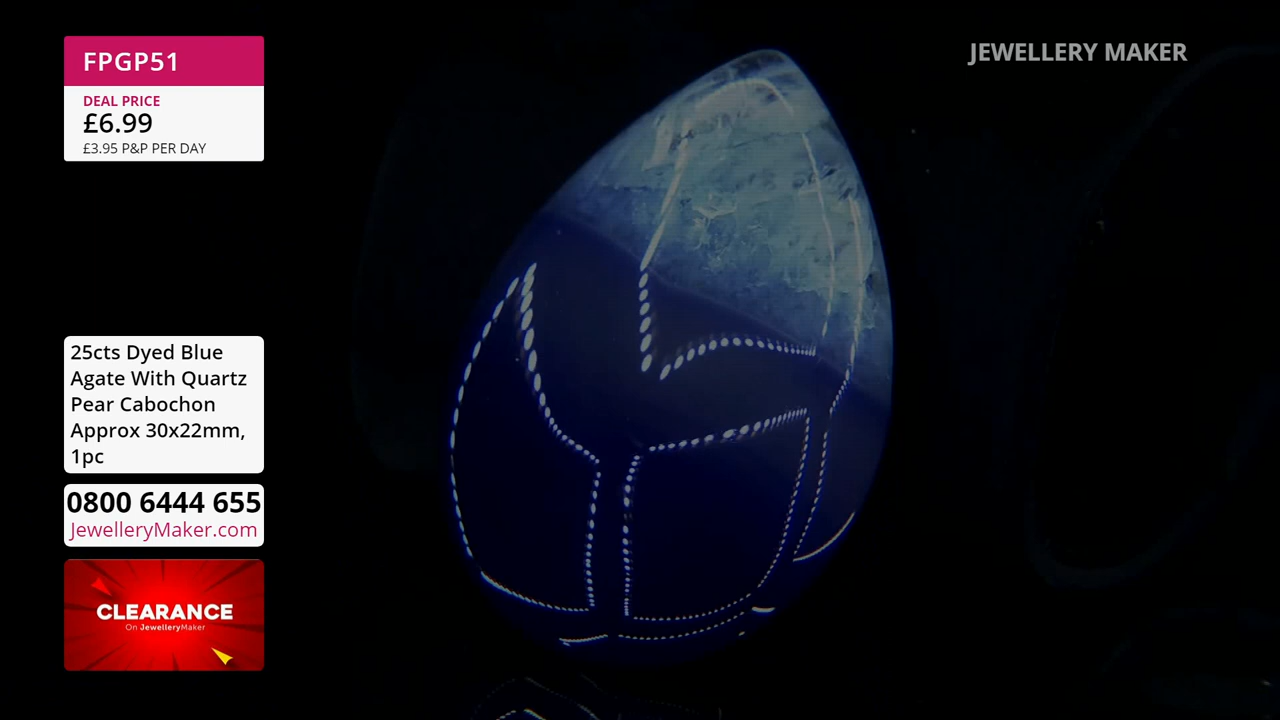 FPGP51
DEAL PRICE
£6.99
£3.95 P&P PER DAY
JEWELLERY MAKER
25cts Dyed Blue
Agate With Quartz
Pear Cabochon
Approx 30x22mm,
1pc
0800 6444 655
JewelleryMaker.com
CLEARANCE
On JewelleryMaker